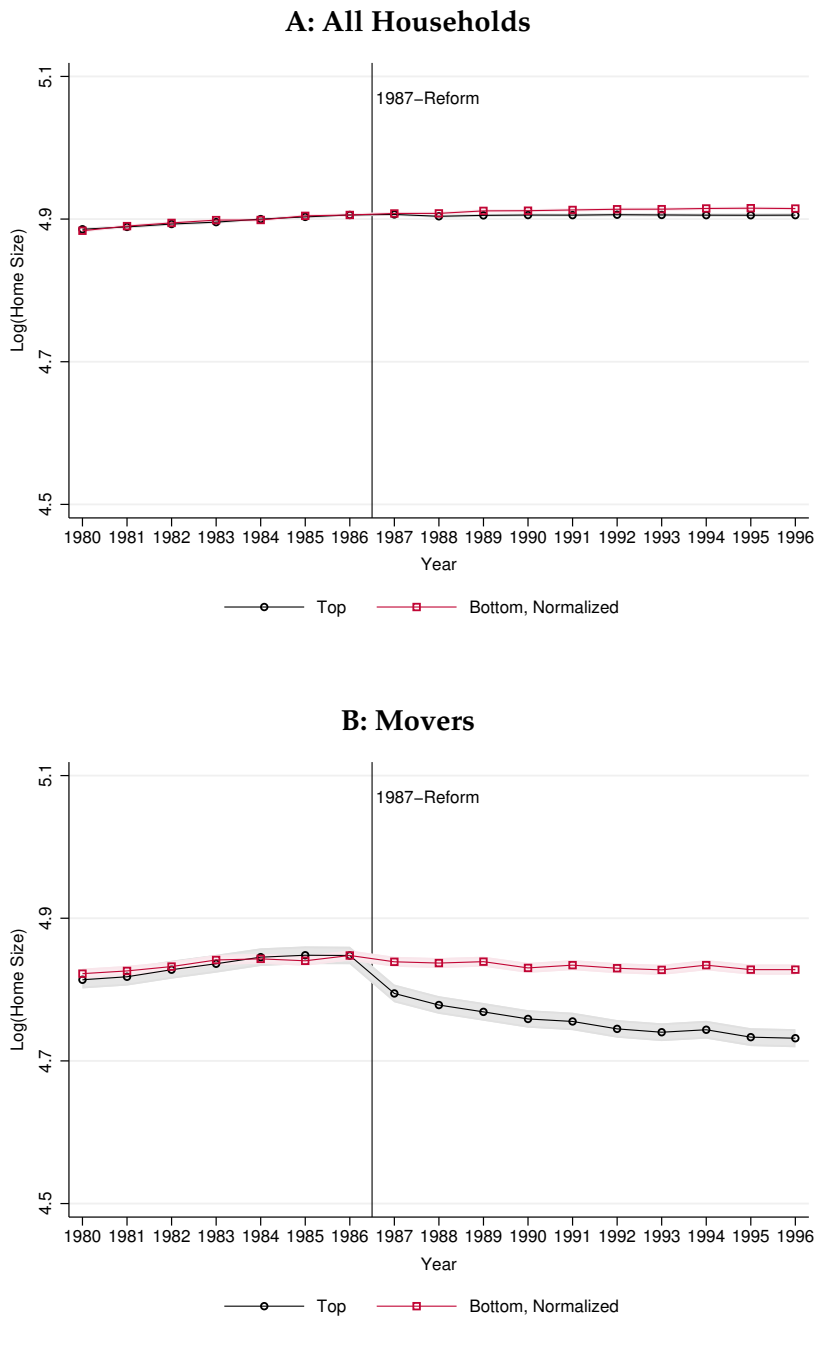 A: All Households
5.1
1987−Reform
4.9
Log(Home Size)
4.7
4.5
1980 1981 1982 1983 1984 1985 1986 1987 1988 1989 1990 1991 1992 1993 1994 1995 1996
Year
Top Bottom, Normalized
B: Movers
5.1
1987−Reform
4.9
Log(Home Size)
4.7
4.5
1980 1981 1982 1983 1984 1985 1986 1987 1988 1989 1990 1991 1992 1993 1994 1995 1996
Year
Top Bottom, Normalized